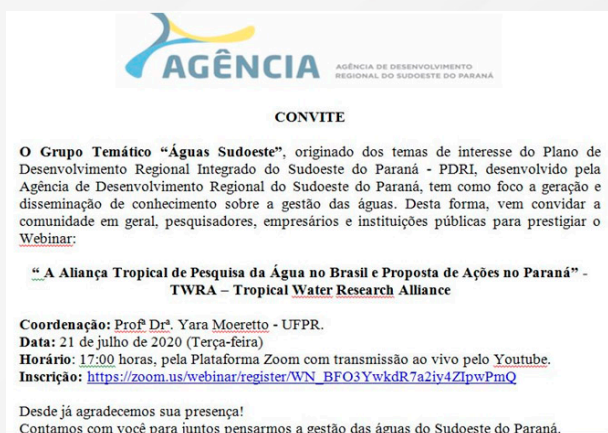 AGÊNCIA
AGÊNCIA DE DESENVOLVIMENTO
REGIONAL DO SUDOESTE DO PARANÁ
CONVITE
O Grupo Temático “Águas Sudoeste”, originado dos temas de interesse do Plano de
Desenvolvimento Regional Integrado do Sudoeste do Paraná - PDRI, desenvolvido pela
Agência de Desenvolvimento Regional do Sudoeste do Paraná, tem como foco a geração e
disseminação de conhecimento sobre a gestão das águas. Desta forma, vem convidar a
comunidade em geral, pesquisadores, empresários e instituições públicas para prestigiar o
Webinar:
“ A Aliança Tropical de Pesquisa da Água no Brasil e Proposta de Ações no Paraná” -
TWRA – Tropical Water Research Alliance
Coordenação: Profª Drª. Yara Moeretto - UFPR.
Data: 21 de julho de 2020 (Terça-feira)
Horário: 17:00 horas, pela Plataforma Zoom com transmissão ao vivo pelo Youtube.
Inscrição: https://zoom.us/webinar/register/WN_BFO3YwkdR7a2iy4ZIpwPmQ
Desde já agradecemos sua presença!
Contamos com você para juntos pensarmos a gestão das águas do Sudoeste do Paraná.